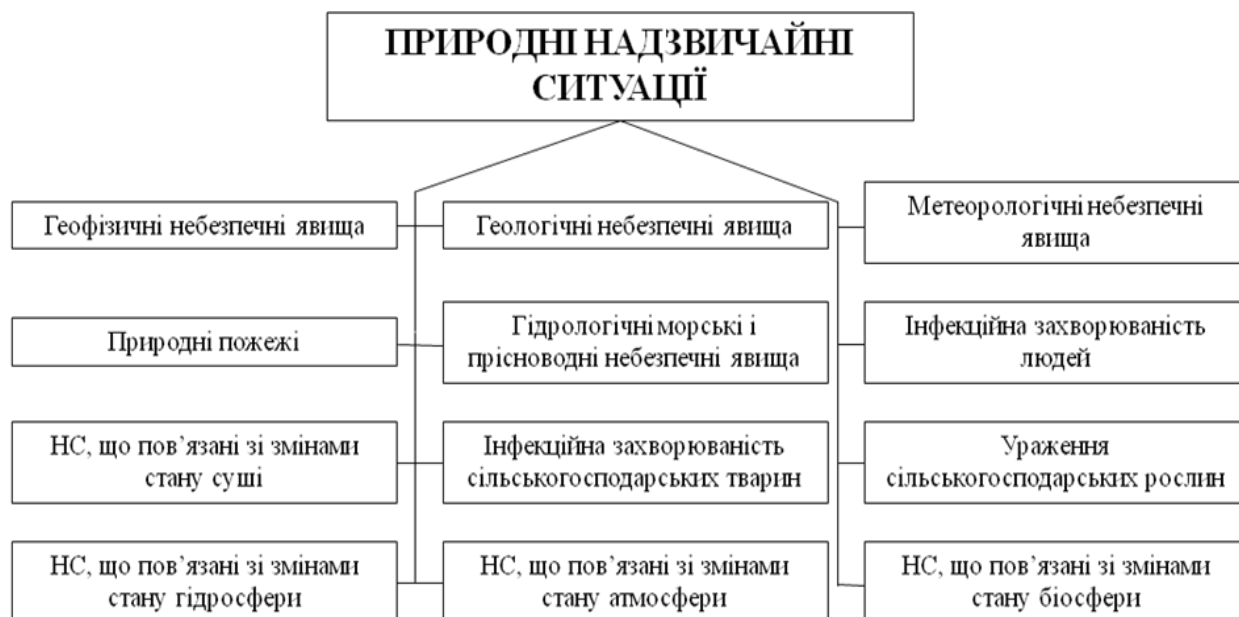 ПРИРОДНІ НАДЗВИЧАЙНІ
СИТУАЦІЇ
Геофізичні небезпечні явища
Геологічні небезпечні явища
Метеорологічні небезпечні
явища
Природні пожежі
Гідрологічні морські і
прісноводні небезпечні явища
Інфекційна захворюваність
людей
НС, що пов’язані зі змінами
стану суші
Інфекційна захворюваність
сільськогосподарських тварин
Ураження
сільськогосподарських рослин
НС, що пов’язані зі змінами
стану гідросфери
НС, що пов’язані зі змінами
стану атмосфери
НС, що пов’язані зі змінами
стану біосфери